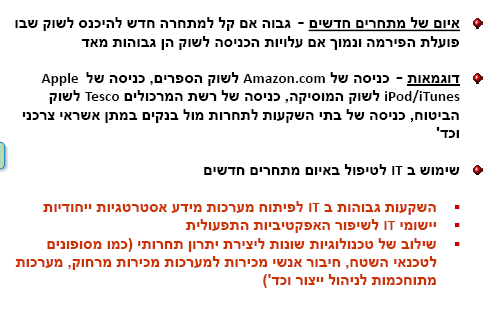 איום של מתחרים חדשים – גבוה אם קל למתחרה חדש להיכנס לשוק שבו
פועלת הפירמה ונמוך אם עלויות הכניסה לשוק הן גבוהות מאד
דוגמאות – כניסה של Amazon.com לשוק הספרים, כניסה של Apple
iPod/iTunes לשוק המוסיקה, כניסה של רשת המרכולים Tesco לשוק
הביטוח, כניסה של בתי השקעות לתחרות מול בנקים במתן אשראי צרכני
וכד'
שימוש ב IT לטיפול באיום מתחרים חדשים
השקעות גבוהות ב IT לפיתוח מערכות מידע אסטרטגיות ייחודיות
יישומי IT לשיפור האפקטיביות התפעולית
שילוב של טכנולוגיות שונות ליצירת יתרון תחרותי (כמו מסופונים
לטכנאי השטח, חיבור אנשי מכירות למערכות מכירות מרחוק, מערכות
מתוחכמות לניהול ייצור וכד')